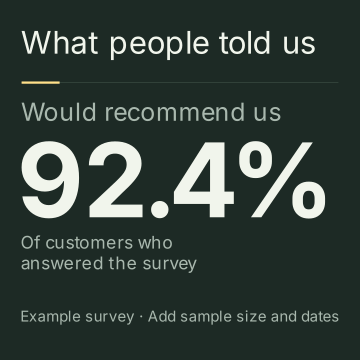 What people told us
Would recommend us
92.4%
Of customers who
answered the survey
Example survey · Add sample size and dates